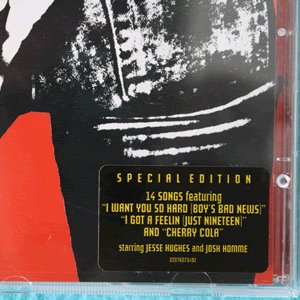 SPECIAL EDITION
14 SONGS featuring
"I WANT YOU SO HARD [BOY'S BAD NEWS]"
"I GOT A FEELIN [JUST NINETEEN]"
AND "CHERRY COLA"
starring JESSE HUGHES and JOSH HOMME